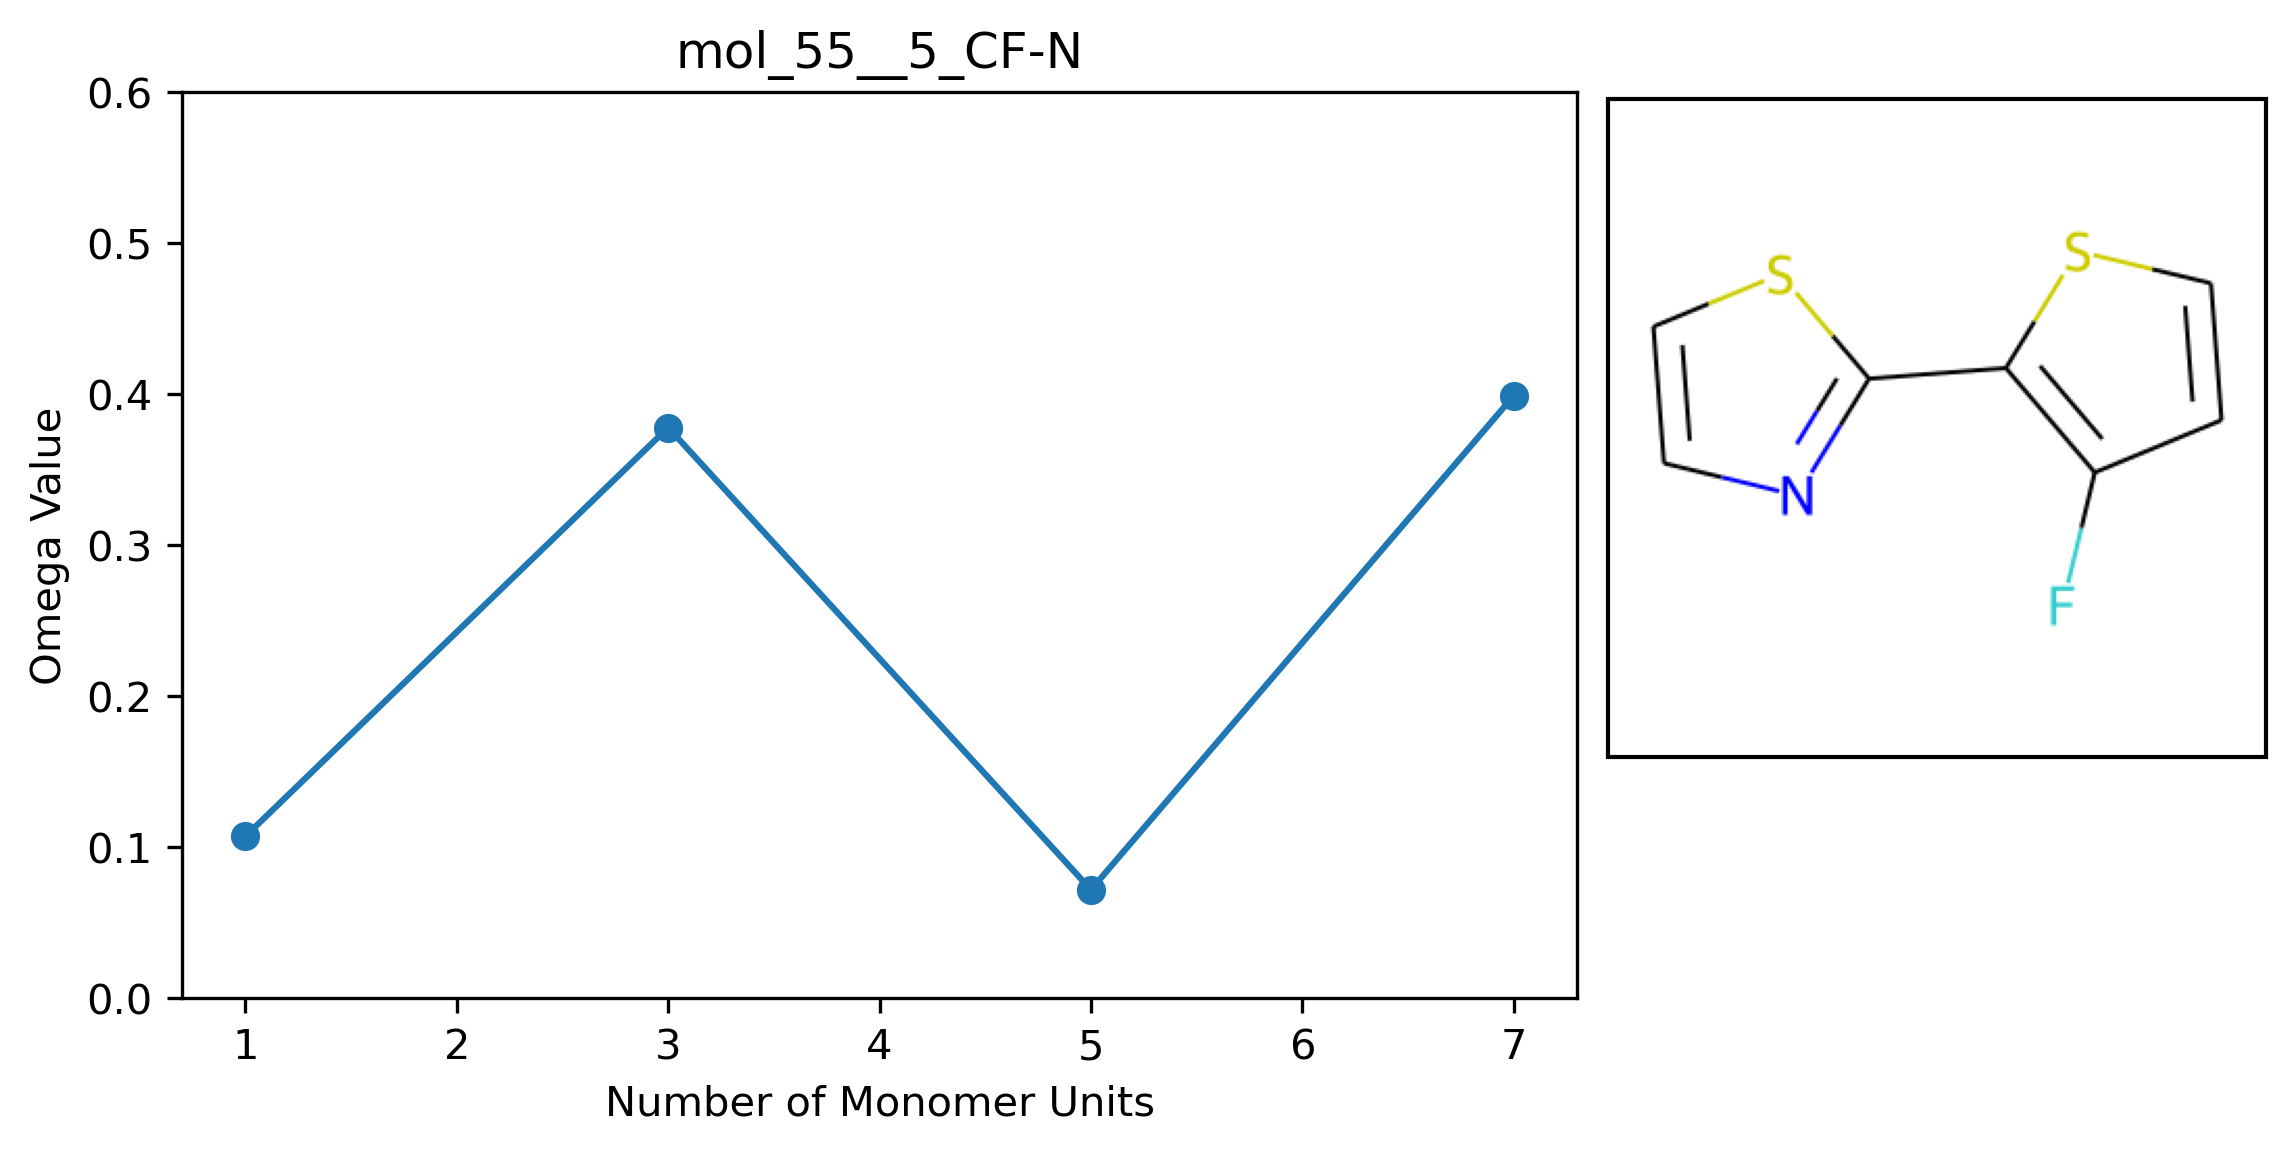 mol_55__5_CF-N
0.6
0.5
0.4
0.3
0.2
0.1
0.0
Omega Value
1 2 3 4 5 6 7
Number of Monomer Units
S
S
N
F